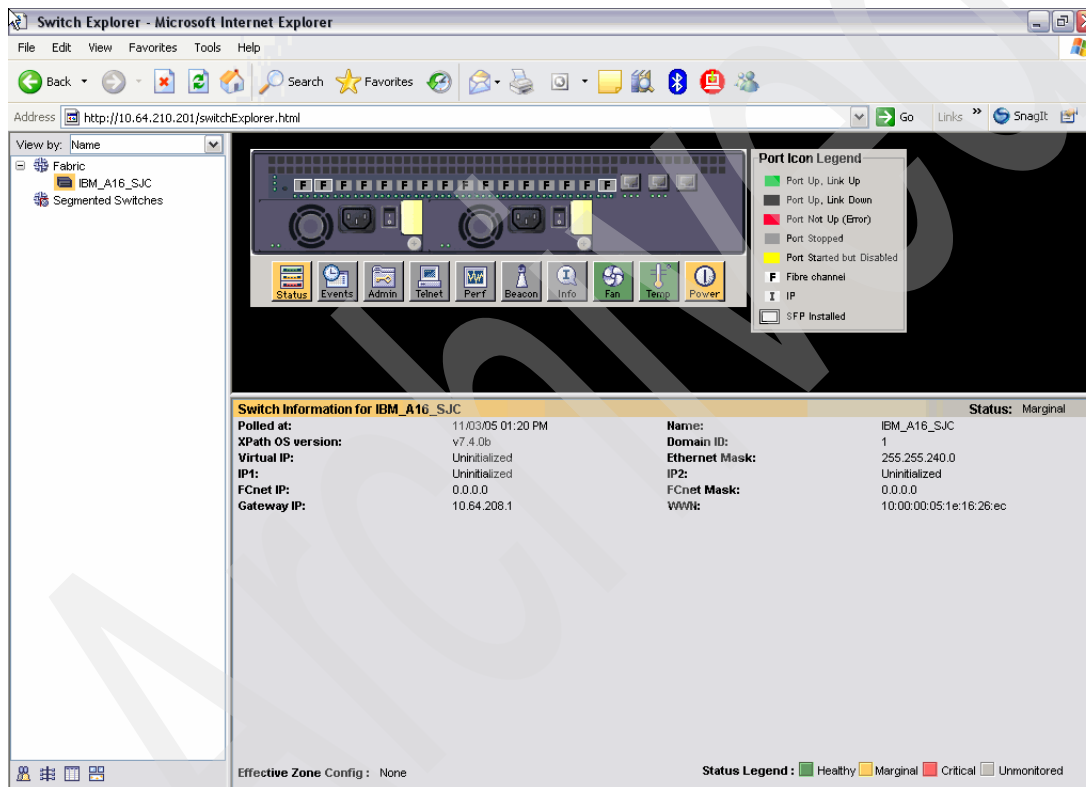 Switch Explorer - Microsoft Internet Explorer
File Edit View Favorites Tools Help
Back Search Favorites
Address http://10.64.210.201/switchExplorer.html Go Links » SnagIt
View by: Name
Fabric
IBM_A16_SJC
Segmented Switches
F F F F F F F F F F F F F F F F
Status Events Admin Telnet Perf Beacon Info Fan Temp Power
Port Icon Legend
Port Up, Link Up
Port Up, Link Down
Port Not Up (Error)
Port Stopped
Port Started but Disabled
F Fibre channel
I IP
SFP Installed
Switch Information for IBM_A16_SJC Status: Marginal
Polled at: 11/03/05 01:20 PM Name: IBM_A16_SJC
XPath OS version: v7.4.0b Domain ID: 1
Virtual IP: Uninitialized Ethernet Mask: 255.255.240.0
IP1: Uninitialized IP2: Uninitialized
FCnet IP: 0.0.0.0 FCnet Mask: 0.0.0.0
Gateway IP: 10.64.208.1 WWN: 10:00:00:05:1e:16:26:ec
Effective Zone Config : None Status Legend : Healthy Marginal Critical Unmonitored